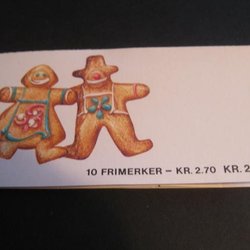 10 FRIMERKER – KR. 2.70 KR. 2